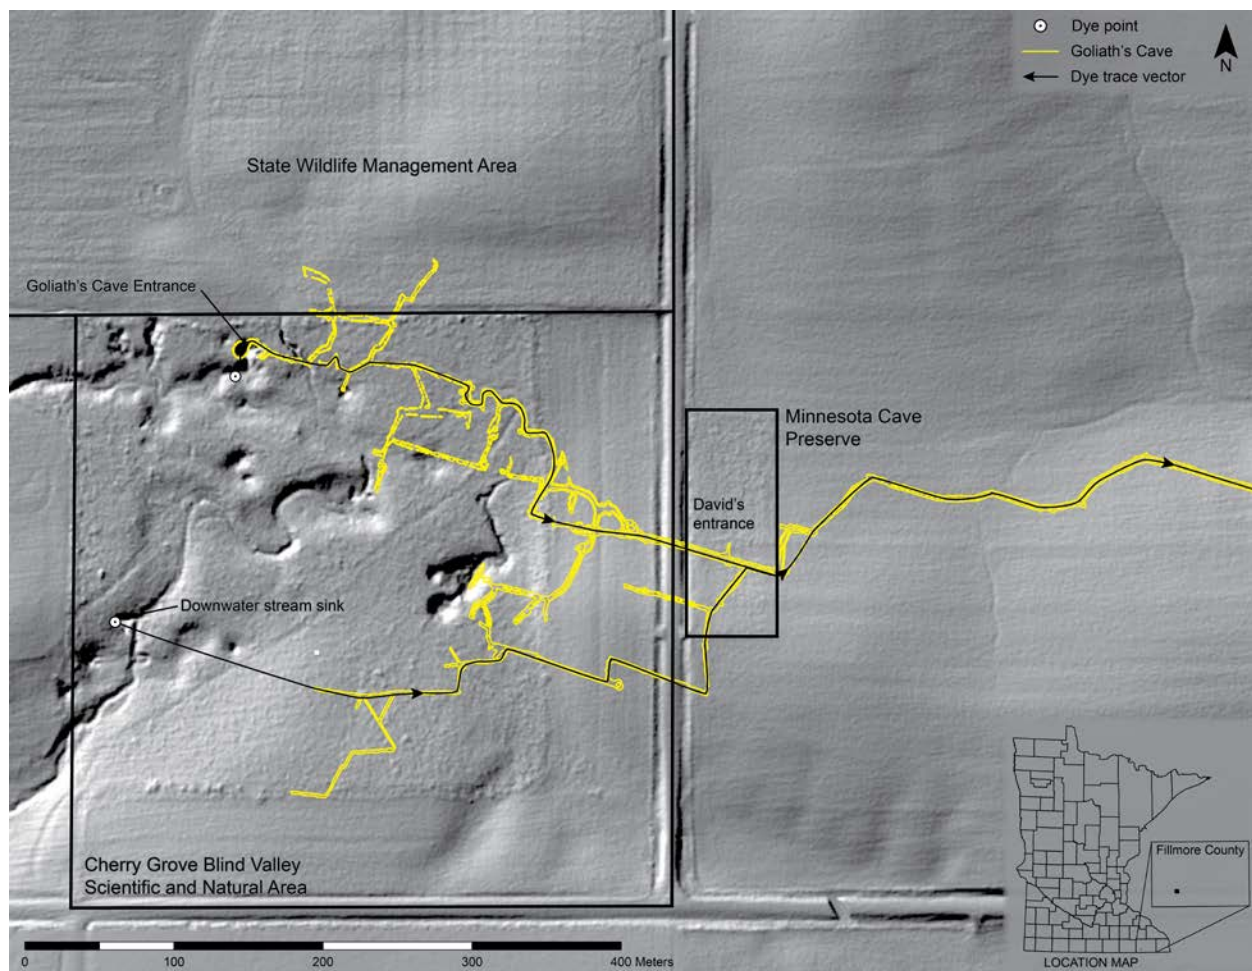 Dye point
Goliath's Cave
Dye trace vector
N
State Wildlife Management Area
Goliath's Cave Entrance
Minnesota Cave
Preserve
David's
entrance
Downwater stream sink
Cherry Grove Blind Valley
Scientific and Natural Area
Fillmore County
0 100 200 300 400 Meters
LOCATION MAP